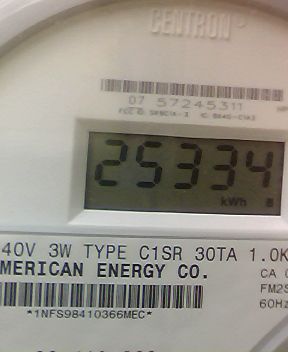 CENTRON
07 57245311
25334
kWh
40V 3W TYPE C1SR 30TA 1.0K
MERICAN ENERGY CO.
CA
FM2S
60Hz
*1NFS98410366MEC*